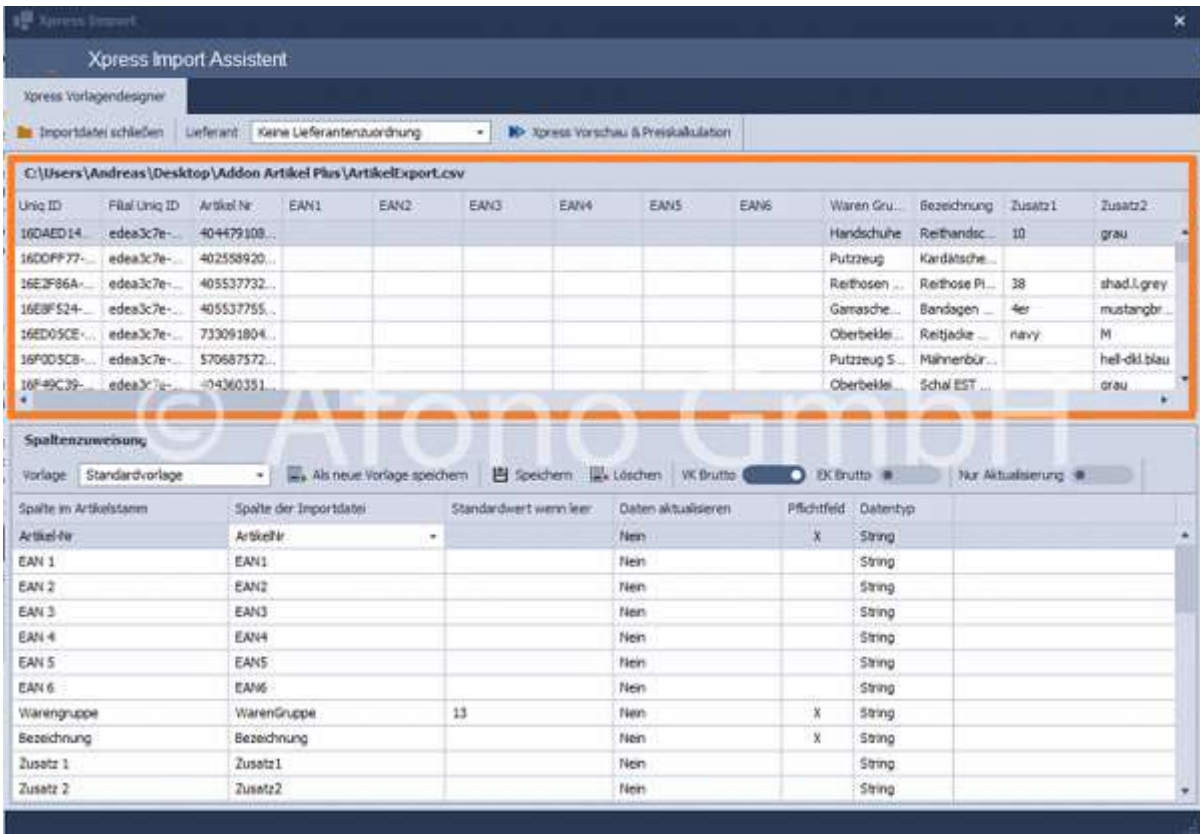 Xpress Import
Xpress Import Assistent
Xpress Vorlagendesigner
Importdatei schließen Lieferant Keine Lieferantenzuordnung Xpress Vorschau & Preiskalkulation
C:\Users\Andreas\Desktop\Addon Artikel Plus\ArtikelExport.csv
Uniq ID Filial Uniq ID Artikel Nr EAN1 EAN2 EAN3 EAN4 EAN5 EAN6 Waren Gru... Bezeichnung Zusatz1 Zusatz2
16DAED14... edea3c7e-... 404479108... Handschuhe Reithandsc... 10 grau
16DDFF77-... edea3c7e-... 402558920... Putzzeug Kardätsche...
16E2F86A-... edea3c7e-... 405537732... Reithosen ... Reithose Pi... 38 shad.l.grey
16E8F524-... edea3c7e-... 405537755... Gamasche... Bandagen ... 4er mustangbr...
16ED05CE-... edea3c7e-... 733091804... Oberbeklei... Reitjacke ... navy M
16F0D5C8-... edea3c7e-... 570687572... Putzzeug S... Mähnenbür... hell-dkl.blau
16F49C39-... edea3c7e-... 404360351... Oberbeklei... Schal EST ... grau
© Afono GmbH
Spaltenzuweisung
Vorlage Standardvorlage Als neue Vorlage speichern Speichern Löschen VK Brutto EK Brutto Nur Aktualisierung
Spalte im Artikelstamm Spalte der Importdatei Standardwert wenn leer Daten aktualisieren Pflichtfeld Datentyp
Artikel-Nr ArtikelNr Nein X String
EAN 1 EAN1 Nein String
EAN 2 EAN2 Nein String
EAN 3 EAN3 Nein String
EAN 4 EAN4 Nein String
EAN 5 EAN5 Nein String
EAN 6 EAN6 Nein String
Warengruppe WarenGruppe 13 Nein X String
Bezeichnung Bezeichnung Nein X String
Zusatz 1 Zusatz1 Nein String
Zusatz 2 Zusatz2 Nein String